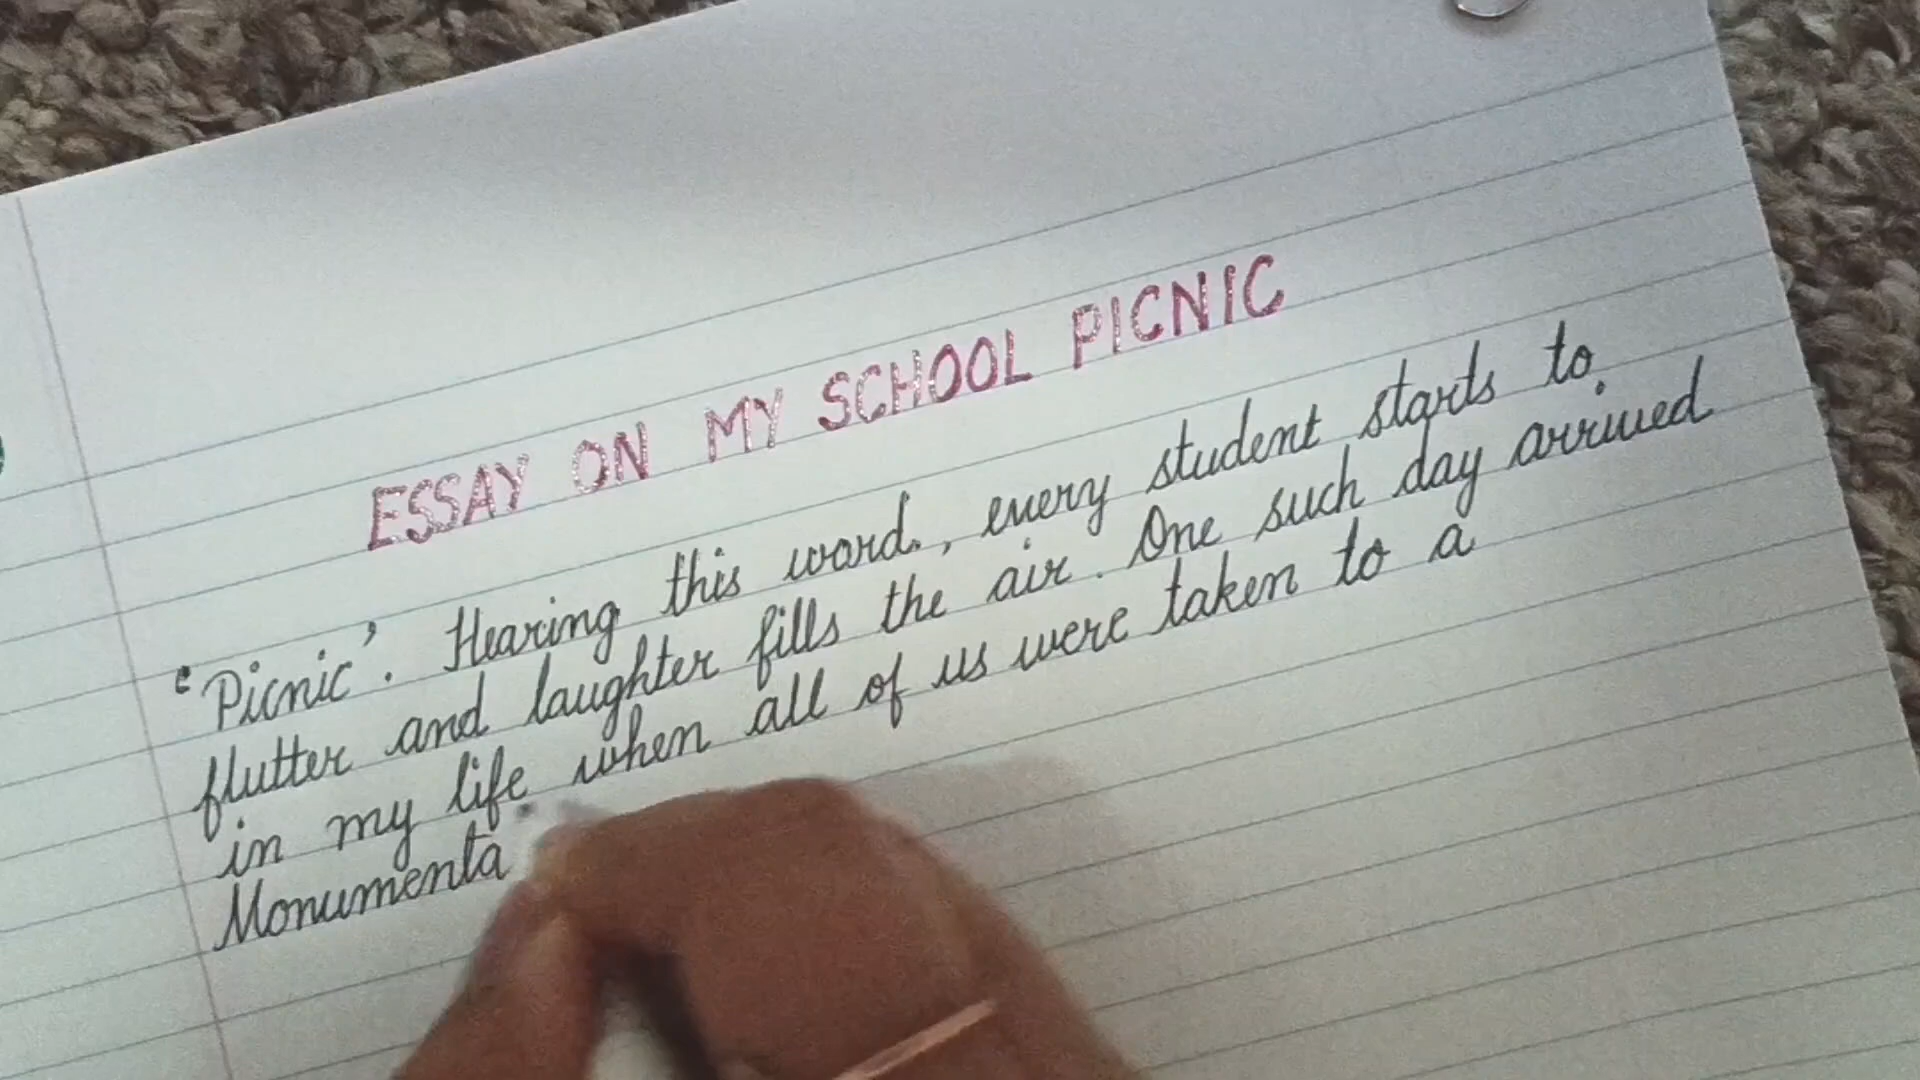 ESSAY ON MY SCHOOL PICNIC
'Picnic'. Hearing this word, every student starts to
flutter and laughter fills the air. One such day arrived
in my life when all of us were taken to a
Monumenta